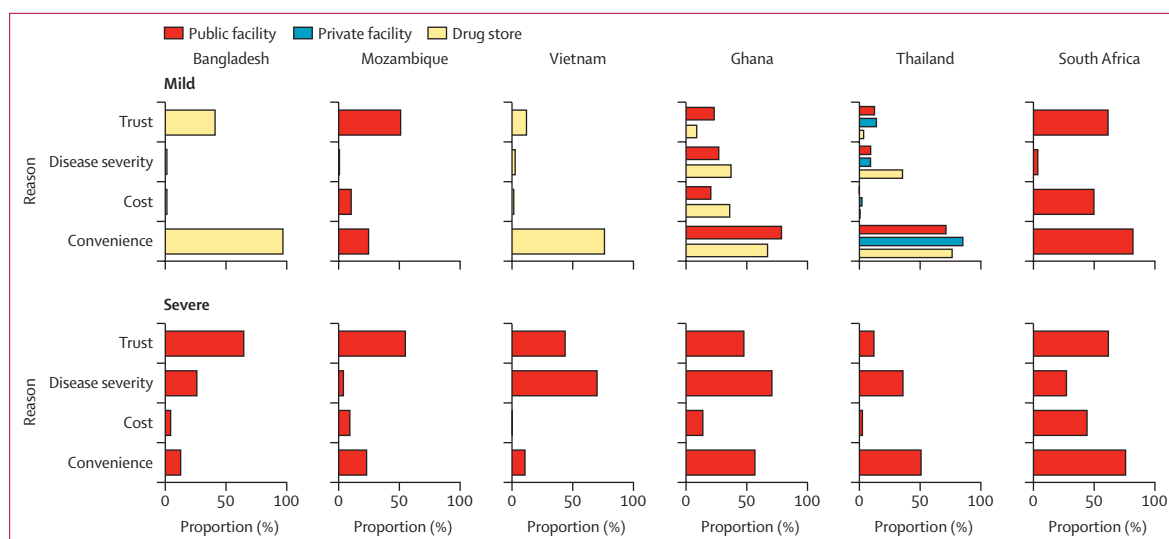 Public facility Private facility Drug store
Bangladesh Mozambique Vietnam Ghana Thailand South Africa
Mild
Reason
Trust
Disease severity
Cost
Convenience
Severe
Reason
Trust
Disease severity
Cost
Convenience
0 50 100 0 50 100 0 50 100 0 50 100 0 50 100 0 50 100
Proportion (%) Proportion (%) Proportion (%) Proportion (%) Proportion (%) Proportion (%)